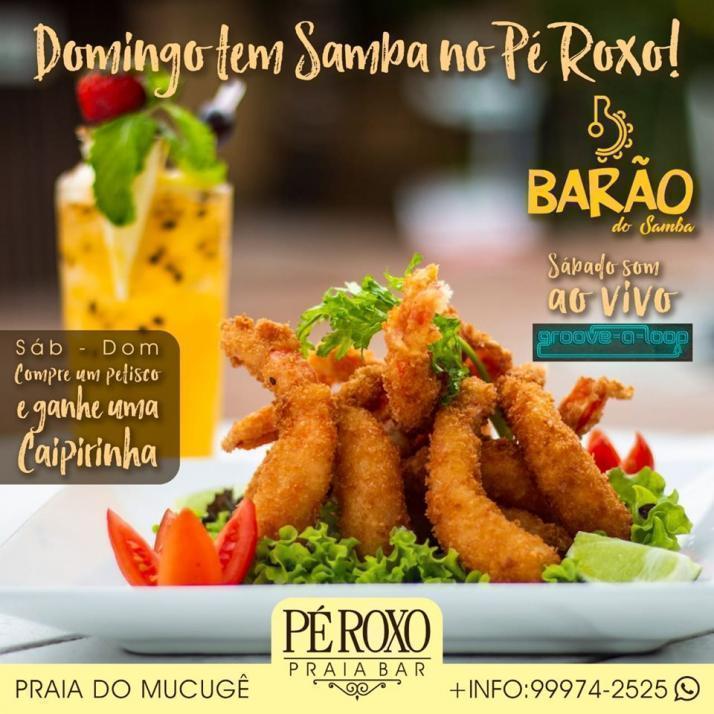 Domingo tem Samba no Pé Roxo!
BARÃO
do Samba
Sábado som
ao vivo
groove-a-loop
Sáb - Dom
Compre um petisco
e ganhe uma
Caipirinha
PÉ ROXO
PRAIA BAR
PRAIA DO MUCUGÊ
+INFO:99974-2525